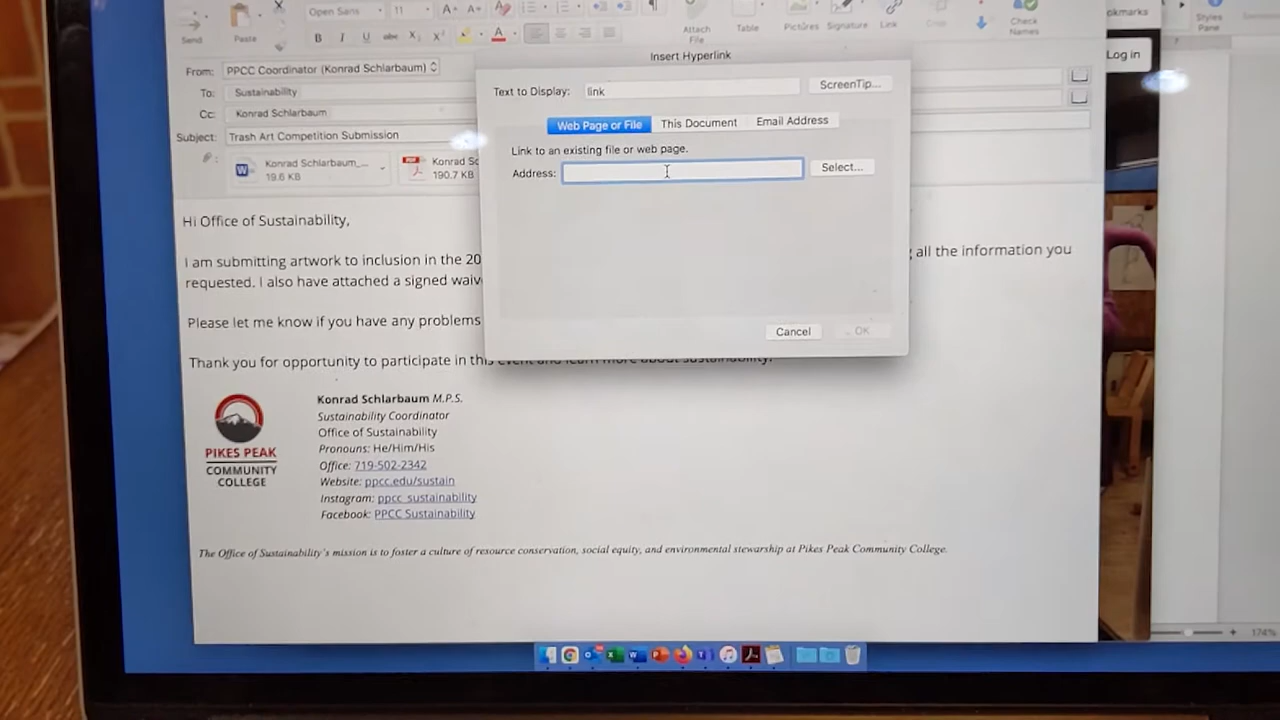 Open Sans
11
A A
B I U abc X X A
Send
Paste
Attach
File
Table
Pictures
Signature
Link
Check
Names
Styles
Pane
okmarks
Log in
Insert Hyperlink
Text to Display: link
ScreenTip...
Web Page or File
This Document
Email Address
Link to an existing file or web page.
Address:
Select...
Cancel
OK
From: PPCC Coordinator (Konrad Schlarbaum)
To: Sustainability
Cc: Konrad Schlarbaum
Subject: Trash Art Competition Submission
Konrad Schlarbaum_...
19.6 KB
Konrad Sc
190.7 KB
Hi Office of Sustainability,
I am submitting artwork to inclusion in the 20 all the information you
requested. I also have attached a signed waiv
Please let me know if you have any problems
Thank you for opportunity to participate in this event and learn more about sustainability.
PIKES PEAK
COMMUNITY
COLLEGE
Konrad Schlarbaum M.P.S.
Sustainability Coordinator
Office of Sustainability
Pronouns: He/Him/His
Office: 719-502-2342
Website: ppcc.edu/sustain
Instagram: ppcc_sustainability
Facebook: PPCC Sustainability
The Office of Sustainability's mission is to foster a culture of resource conservation, social equity, and environmental stewarship at Pikes Peak Community College.
174%